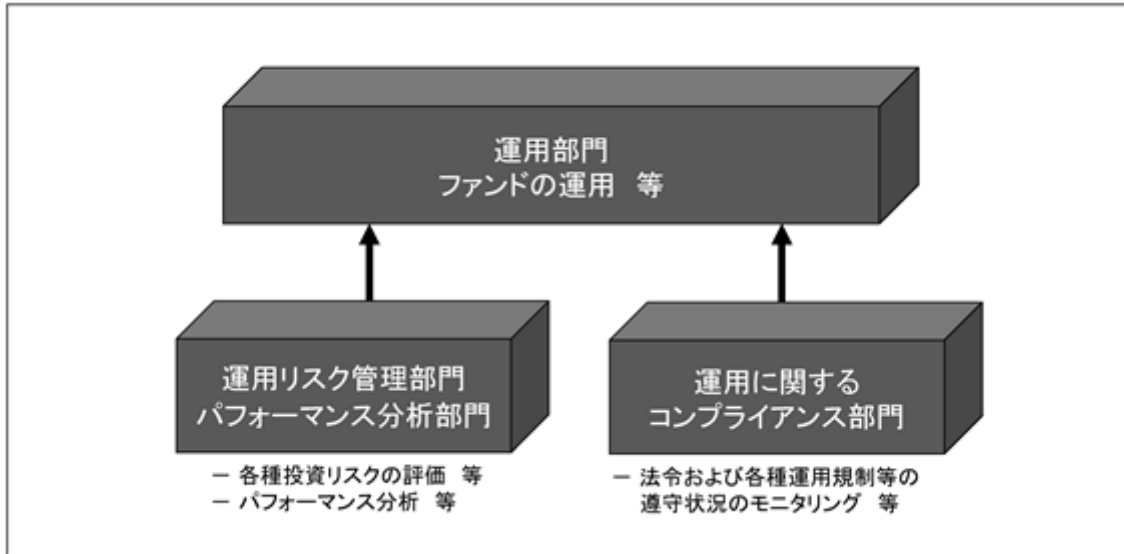 運用部門
ファンドの運用 等
運用リスク管理部門
パフォーマンス分析部門
― 各種投資リスクの評価 等
― パフォーマンス分析 等
運用に関する
コンプライアンス部門
― 法令および各種運用規制等の
遵守状況のモニタリング 等